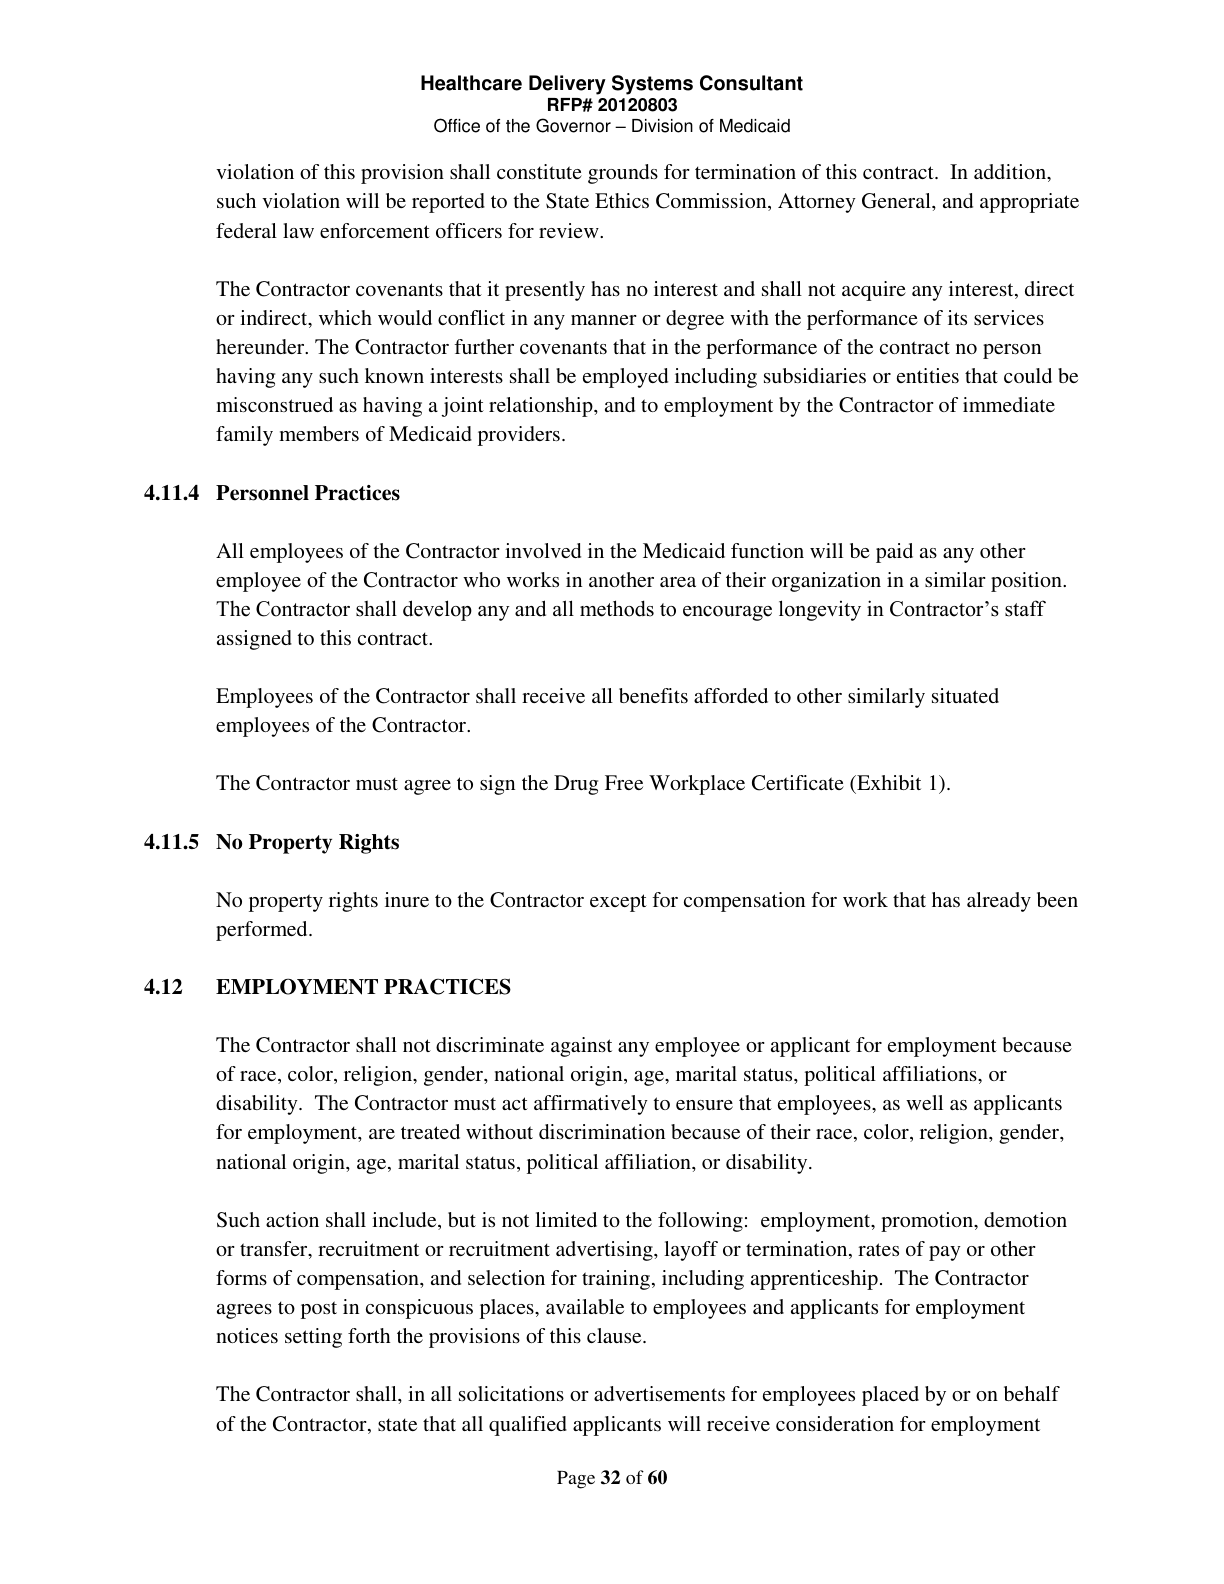 Healthcare Delivery Systems Consultant
RFP# 20120803
Office of the Governor – Division of Medicaid
violation of this provision shall constitute grounds for termination of this contract.  In addition,
such violation will be reported to the State Ethics Commission, Attorney General, and appropriate
federal law enforcement officers for review.
The Contractor covenants that it presently has no interest and shall not acquire any interest, direct
or indirect, which would conflict in any manner or degree with the performance of its services
hereunder. The Contractor further covenants that in the performance of the contract no person
having any such known interests shall be employed including subsidiaries or entities that could be
misconstrued as having a joint relationship, and to employment by the Contractor of immediate
family members of Medicaid providers.
4.11.4 Personnel Practices
All employees of the Contractor involved in the Medicaid function will be paid as any other
employee of the Contractor who works in another area of their organization in a similar position.
The Contractor shall develop any and all methods to encourage longevity in Contractor’s staff
assigned to this contract.
Employees of the Contractor shall receive all benefits afforded to other similarly situated
employees of the Contractor.
The Contractor must agree to sign the Drug Free Workplace Certificate (Exhibit 1).
4.11.5 No Property Rights
No property rights inure to the Contractor except for compensation for work that has already been
performed.
4.12 EMPLOYMENT PRACTICES
The Contractor shall not discriminate against any employee or applicant for employment because
of race, color, religion, gender, national origin, age, marital status, political affiliations, or
disability.  The Contractor must act affirmatively to ensure that employees, as well as applicants
for employment, are treated without discrimination because of their race, color, religion, gender,
national origin, age, marital status, political affiliation, or disability.
Such action shall include, but is not limited to the following:  employment, promotion, demotion
or transfer, recruitment or recruitment advertising, layoff or termination, rates of pay or other
forms of compensation, and selection for training, including apprenticeship.  The Contractor
agrees to post in conspicuous places, available to employees and applicants for employment
notices setting forth the provisions of this clause.
The Contractor shall, in all solicitations or advertisements for employees placed by or on behalf
of the Contractor, state that all qualified applicants will receive consideration for employment
Page 32 of 60